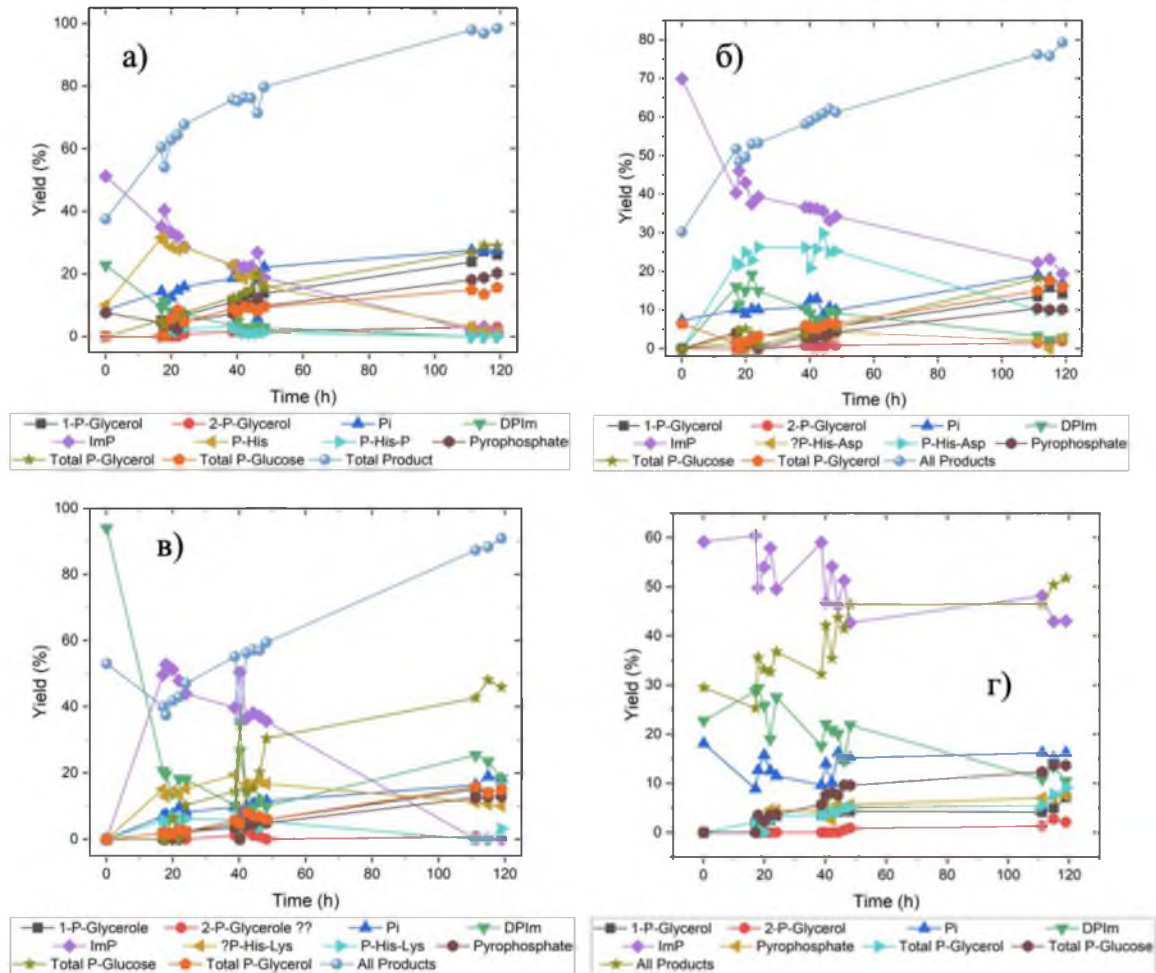 100
80
60
40
20
0
Yield (%)
а)
0 20 40 60 80 100 120
Time (h)
1-P-Glycerol 2-P-Glycerol Pi DPIm
ImP P-His P-His-P Pyrophosphate
Total P-Glycerol Total P-Glucose Total Product
80
70
60
50
40
30
20
10
0
Yield (%)
б)
0 20 40 60 80 100 120
Time (h)
1-P-Glycerol 2-P-Glycerol Pi DPIm
ImP ?P-His-Asp P-His-Asp Pyrophosphate
Total P-Glucose Total P-Glycerol All Products
100
80
60
40
20
0
Yield (%)
в)
0 20 40 60 80 100 120
Time (h)
1-P-Glycerole 2-P-Glycerole ?? Pi DPIm
ImP ?P-His-Lys P-His-Lys Pyrophosphate
Total P-Glucose Total P-Glycerol All Products
60
50
40
30
20
10
0
Yield (%)
г)
0 20 40 60 80 100 120
Time (h)
1-P-Glycerol 2-P-Glycerol Pi DPIm
ImP Pyrophosphate Total P-Glycerol Total P-Glucose
All Products